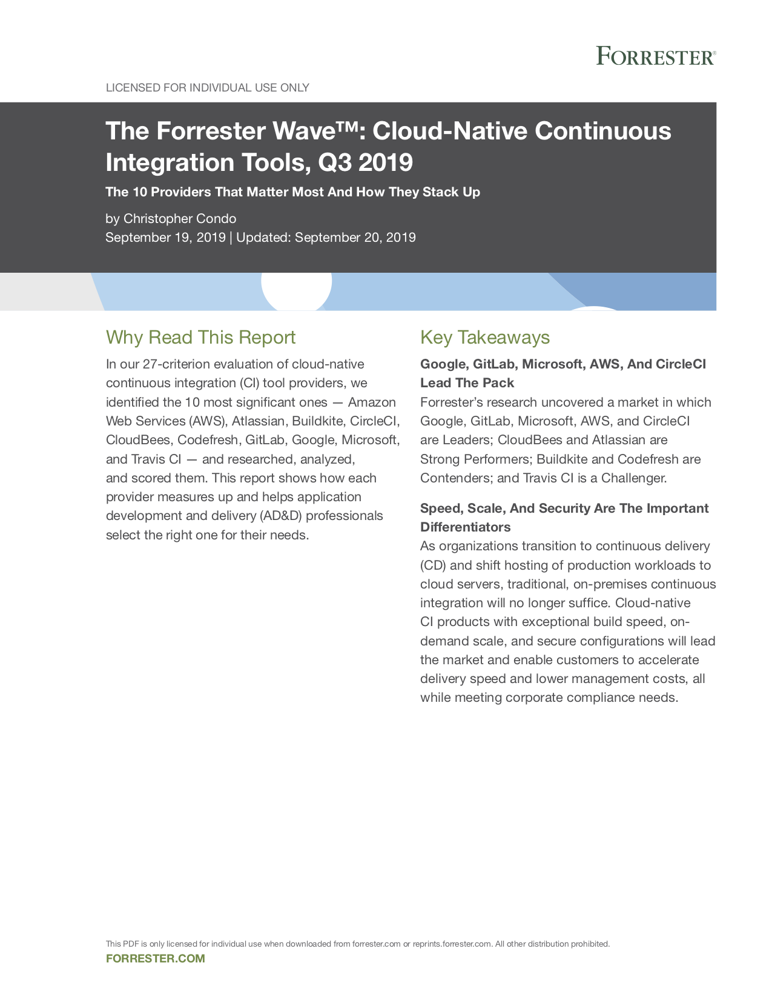 FORRESTER®
LICENSED FOR INDIVIDUAL USE ONLY
The Forrester Wave™: Cloud-Native Continuous
Integration Tools, Q3 2019
The 10 Providers That Matter Most And How They Stack Up
by Christopher Condo
September 19, 2019 | Updated: September 20, 2019
Why Read This Report
In our 27-criterion evaluation of cloud-native
continuous integration (CI) tool providers, we
identified the 10 most significant ones — Amazon
Web Services (AWS), Atlassian, Buildkite, CircleCI,
CloudBees, Codefresh, GitLab, Google, Microsoft,
and Travis CI — and researched, analyzed,
and scored them. This report shows how each
provider measures up and helps application
development and delivery (AD&D) professionals
select the right one for their needs.
Key Takeaways
Google, GitLab, Microsoft, AWS, And CircleCI
Lead The Pack
Forrester’s research uncovered a market in which
Google, GitLab, Microsoft, AWS, and CircleCI
are Leaders; CloudBees and Atlassian are
Strong Performers; Buildkite and Codefresh are
Contenders; and Travis CI is a Challenger.
Speed, Scale, And Security Are The Important
Differentiators
As organizations transition to continuous delivery
(CD) and shift hosting of production workloads to
cloud servers, traditional, on-premises continuous
integration will no longer suffice. Cloud-native
CI products with exceptional build speed, on-
demand scale, and secure configurations will lead
the market and enable customers to accelerate
delivery speed and lower management costs, all
while meeting corporate compliance needs.
This PDF is only licensed for individual use when downloaded from forrester.com or reprints.forrester.com. All other distribution prohibited.
FORRESTER.COM